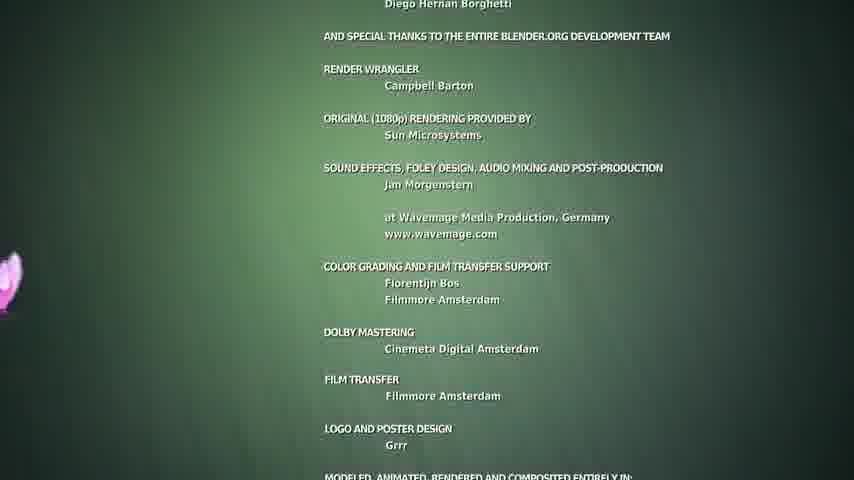 Diego Hernan Borghetti
AND SPECIAL THANKS TO THE ENTIRE BLENDER.ORG DEVELOPMENT TEAM
RENDER WRANGLER
Campbell Barton
ORIGINAL (1080p) RENDERING PROVIDED BY
Sun Microsystems
SOUND EFFECTS, FOLEY DESIGN, AUDIO MIXING AND POST-PRODUCTION
Jan Morgenstern
at Wavemage Media Production, Germany
www.wavemage.com
COLOR GRADING AND FILM TRANSFER SUPPORT
Florentijn Bos
Filmmore Amsterdam
DOLBY MASTERING
Cinemeta Digital Amsterdam
FILM TRANSFER
Filmmore Amsterdam
LOGO AND POSTER DESIGN
Grrr
MODELED, ANIMATED, RENDERED AND COMPOSITED ENTIRELY IN: